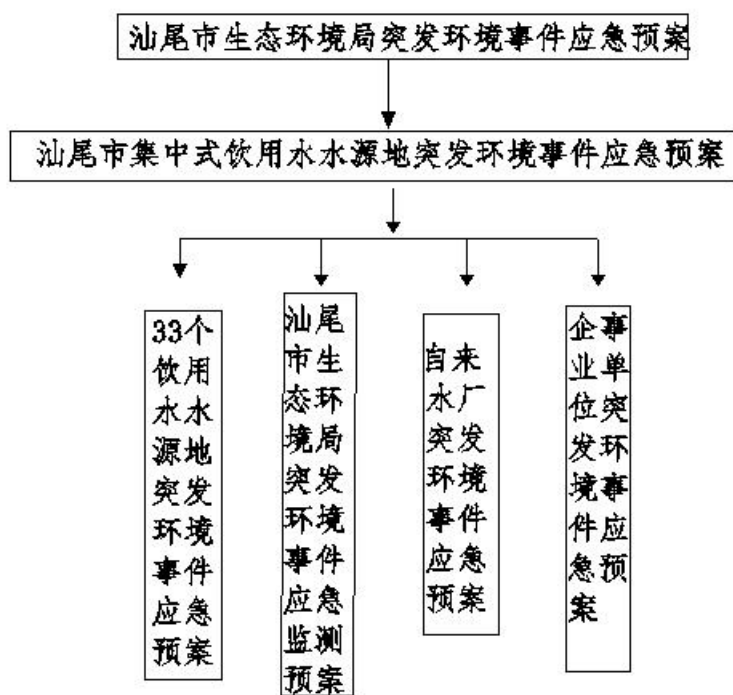 汕尾市生态环境局突发环境事件应急预案
汕尾市集中式饮用水水源地突发环境事件应急预案
33个
饮用
水水
源地
突发
环境
事件
应急
预案
汕尾
市生
态环
境局
突发
环境
事件
应急
监测
预案
自来
水厂
突发
环境
事件
应急
预案
企事
业单
位突
发环
境事
件应
急预
案